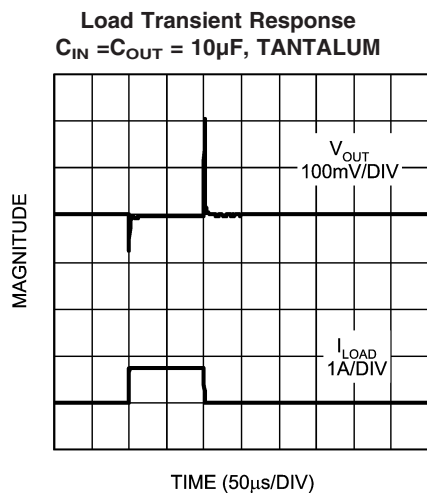 Load Transient Response
C_IN =C_OUT = 10µF, TANTALUM
V_OUT
100mV/DIV
MAGNITUDE
I_LOAD
1A/DIV
TIME (50µs/DIV)